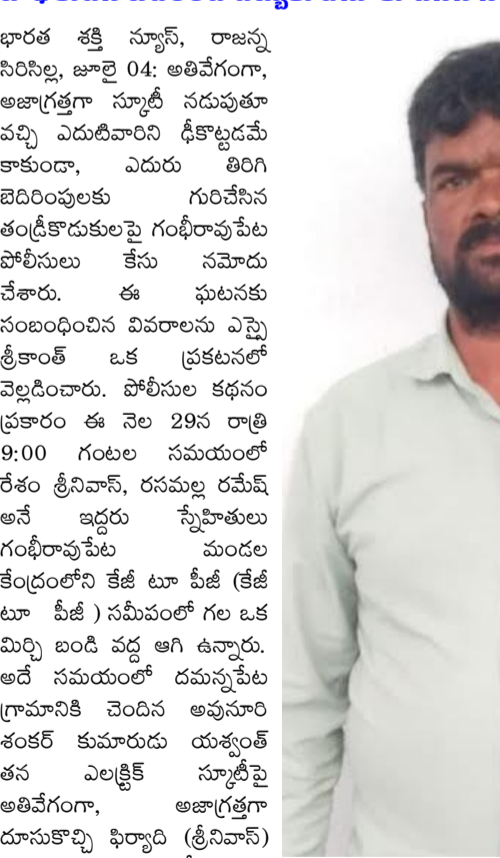 భారత శక్తి న్యూస్, రాజన్న
సిరిసిల్ల, జూలై 04: అతివేగంగా,
అజాగ్రత్తగా స్కూటీ నడుపుతూ
వచ్చి ఎదుటివారిని ఢీకొట్టడమే
కాకుండా, ఎదురు తిరిగి
బెదిరింపులకు గురిచేసిన
తండ్రీకొడుకులపై గంభీరావుపేట
పోలీసులు కేసు నమోదు
చేశారు. ఈ ఘటనకు
సంబంధించిన వివరాలను ఎస్సై
శ్రీకాంత్ ఒక ప్రకటనలో
వెల్లడించారు. పోలీసుల కథనం
ప్రకారం ఈ నెల 29న రాత్రి
9:00 గంటల సమయంలో
రేశం శ్రీనివాస్, రసమల్ల రమేష్
అనే ఇద్దరు స్నేహితులు
గంభీరావుపేట మండల
కేంద్రంలోని కేజీ టూ పీజీ (కేజీ
టూ పీజీ ) సమీపంలో గల ఒక
మిర్చి బండి వద్ద ఆగి ఉన్నారు.
అదే సమయంలో దమన్నపేట
గ్రామానికి చెందిన అవునూరి
శంకర్ కుమారుడు యశ్వంత్
తన ఎలక్ట్రిక్ స్కూటీపై
అతివేగంగా, అజాగ్రత్తగా
దూసుకొచ్చి ఫిర్యాది (శ్రీనివాస్)